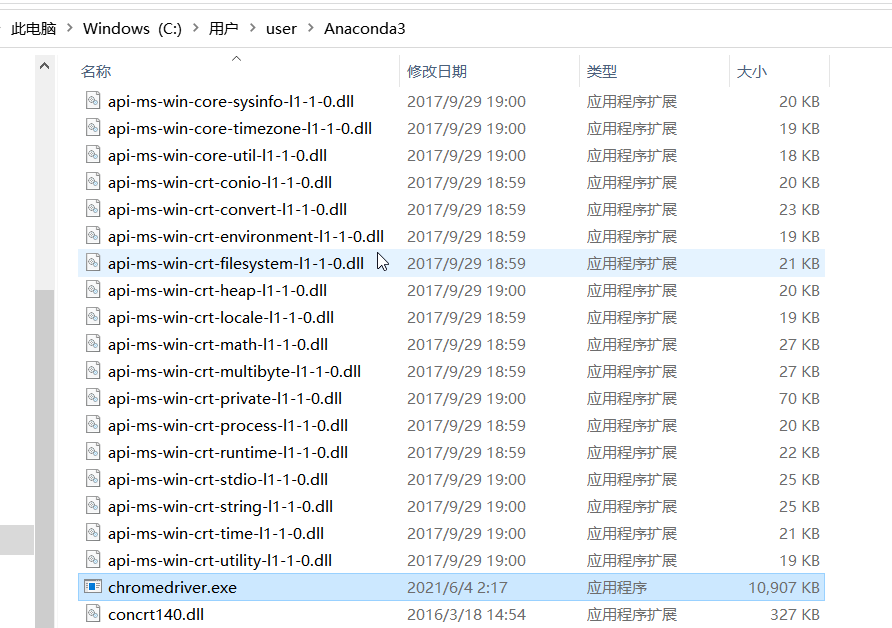 此电脑 > Windows (C:) > 用户 > user > Anaconda3
名称 修改日期 类型 大小
api-ms-win-core-sysinfo-l1-1-0.dll 2017/9/29 19:00 应用程序扩展 20 KB
api-ms-win-core-timezone-l1-1-0.dll 2017/9/29 19:00 应用程序扩展 19 KB
api-ms-win-core-util-l1-1-0.dll 2017/9/29 19:00 应用程序扩展 18 KB
api-ms-win-crt-conio-l1-1-0.dll 2017/9/29 18:59 应用程序扩展 20 KB
api-ms-win-crt-convert-l1-1-0.dll 2017/9/29 18:59 应用程序扩展 23 KB
api-ms-win-crt-environment-l1-1-0.dll 2017/9/29 18:59 应用程序扩展 19 KB
api-ms-win-crt-filesystem-l1-1-0.dll 2017/9/29 18:59 应用程序扩展 21 KB
api-ms-win-crt-heap-l1-1-0.dll 2017/9/29 19:00 应用程序扩展 20 KB
api-ms-win-crt-locale-l1-1-0.dll 2017/9/29 18:59 应用程序扩展 19 KB
api-ms-win-crt-math-l1-1-0.dll 2017/9/29 18:59 应用程序扩展 27 KB
api-ms-win-crt-multibyte-l1-1-0.dll 2017/9/29 18:59 应用程序扩展 27 KB
api-ms-win-crt-private-l1-1-0.dll 2017/9/29 19:00 应用程序扩展 70 KB
api-ms-win-crt-process-l1-1-0.dll 2017/9/29 18:59 应用程序扩展 20 KB
api-ms-win-crt-runtime-l1-1-0.dll 2017/9/29 18:59 应用程序扩展 22 KB
api-ms-win-crt-stdio-l1-1-0.dll 2017/9/29 19:00 应用程序扩展 25 KB
api-ms-win-crt-string-l1-1-0.dll 2017/9/29 19:00 应用程序扩展 25 KB
api-ms-win-crt-time-l1-1-0.dll 2017/9/29 19:00 应用程序扩展 21 KB
api-ms-win-crt-utility-l1-1-0.dll 2017/9/29 19:00 应用程序扩展 19 KB
chromedriver.exe 2021/6/4 2:17 应用程序 10,907 KB
concrt140.dll 2016/3/18 14:54 应用程序扩展 327 KB